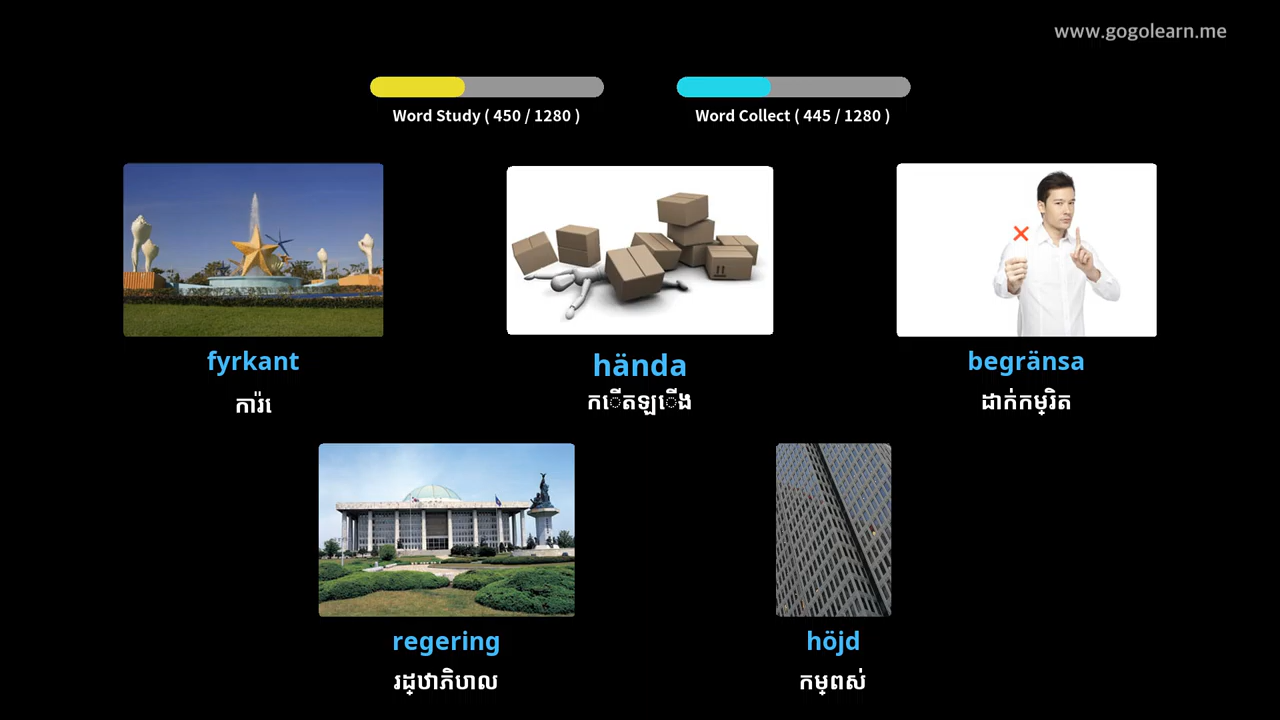 www.gogolearn.me
Word Study ( 450 / 1280 )
Word Collect ( 445 / 1280 )
fyrkant
ការ៉េ
hända
កើតឡើង
begränsa
ដាក់កម្រិត
regering
រដ្ឋាភិបាល
höjd
កម្ពស់